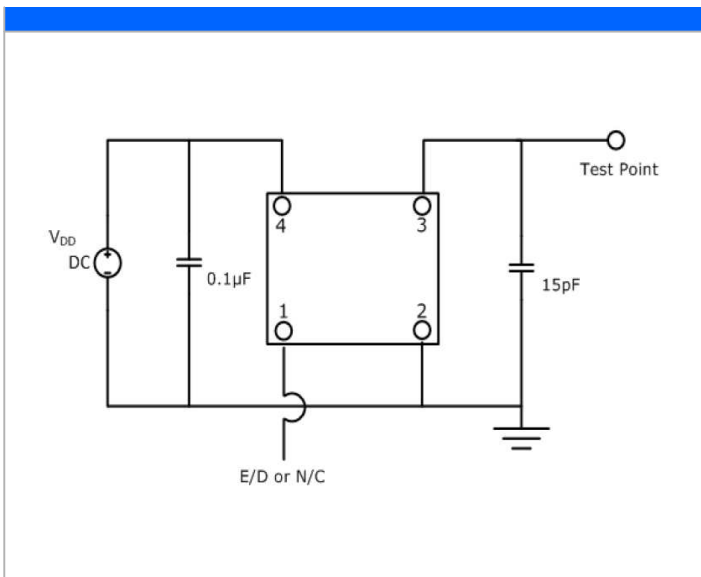 Test Point
4
3
V_DD
DC
0.1µF
15pF
1
2
E/D or N/C